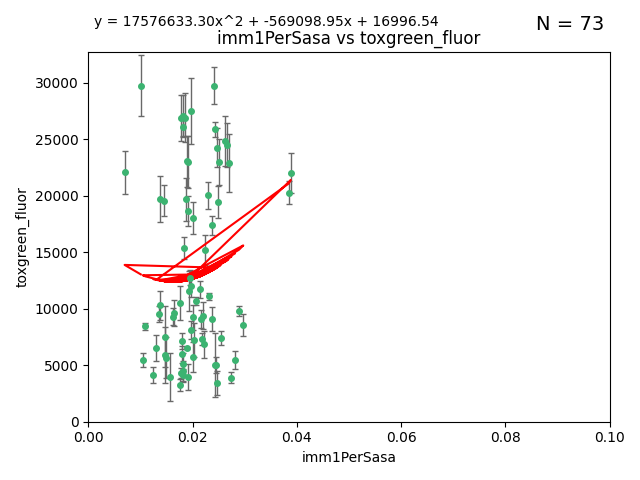 y = 17576633.30x^2 + -569098.95x + 16996.54
N = 73
imm1PerSasa vs toxgreen_fluor
30000
25000
20000
15000
10000
5000
0
toxgreen_fluor
0.00 0.02 0.04 0.06 0.08 0.10
imm1PerSasa